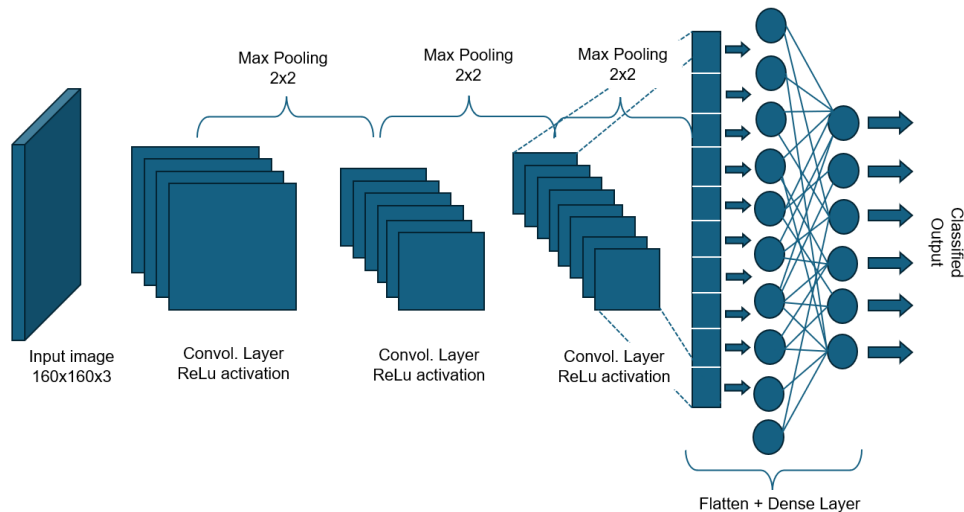 Max Pooling
2x2
Max Pooling
2x2
Max Pooling
2x2
Input image
160x160x3
Convol. Layer
ReLu activation
Convol. Layer
ReLu activation
Convol. Layer
ReLu activation
Classified
Output
Flatten + Dense Layer